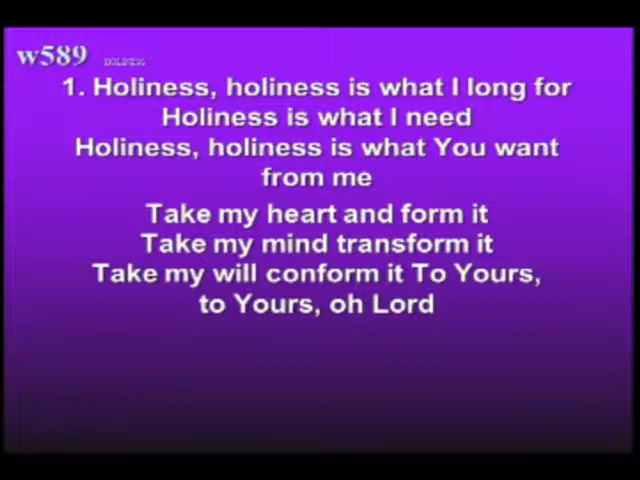 w589 HOLINESS
1. Holiness, holiness is what I long for
Holiness is what I need
Holiness, holiness is what You want
from me
Take my heart and form it
Take my mind transform it
Take my will conform it To Yours,
to Yours, oh Lord